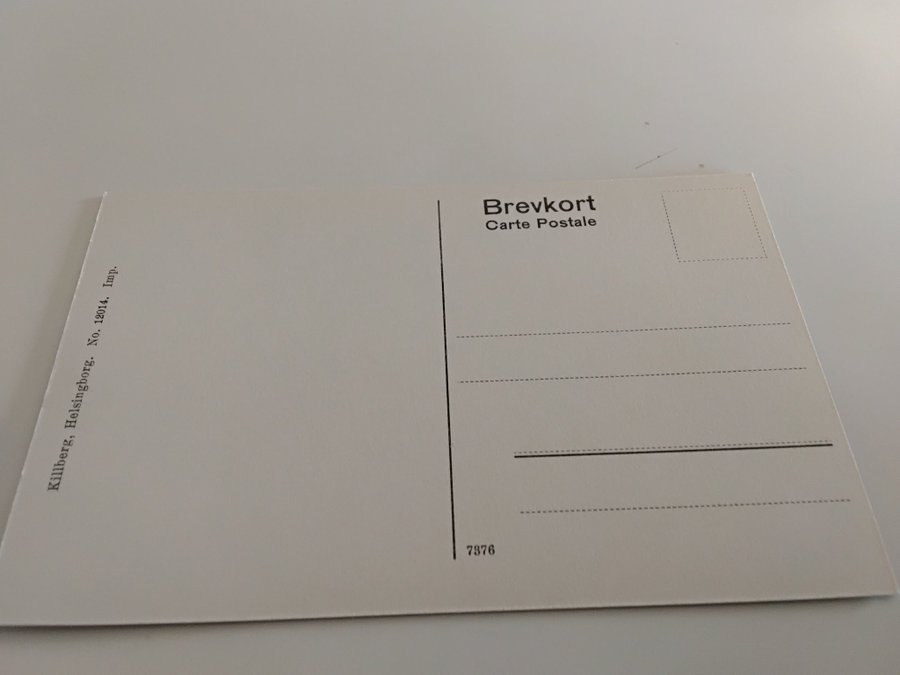 Brevkort
Carte Postale
Killberg, Helsingborg. No. 12014. Imp.
7376